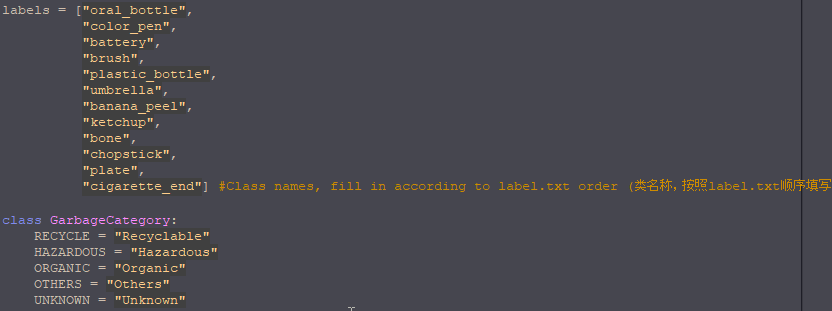 labels = ["oral_bottle",
"color_pen",
"battery",
"brush",
"plastic_bottle",
"umbrella",
"banana_peel",
"ketchup",
"bone",
"chopstick",
"plate",
"cigarette_end"] #Class names, fill in according to label.txt order (类名称，按照label.txt顺序填写
class GarbageCategory:
RECYCLE = "Recyclable"
HAZARDOUS = "Hazardous"
ORGANIC = "Organic"
OTHERS = "Others"
UNKNOWN = "Unknown"